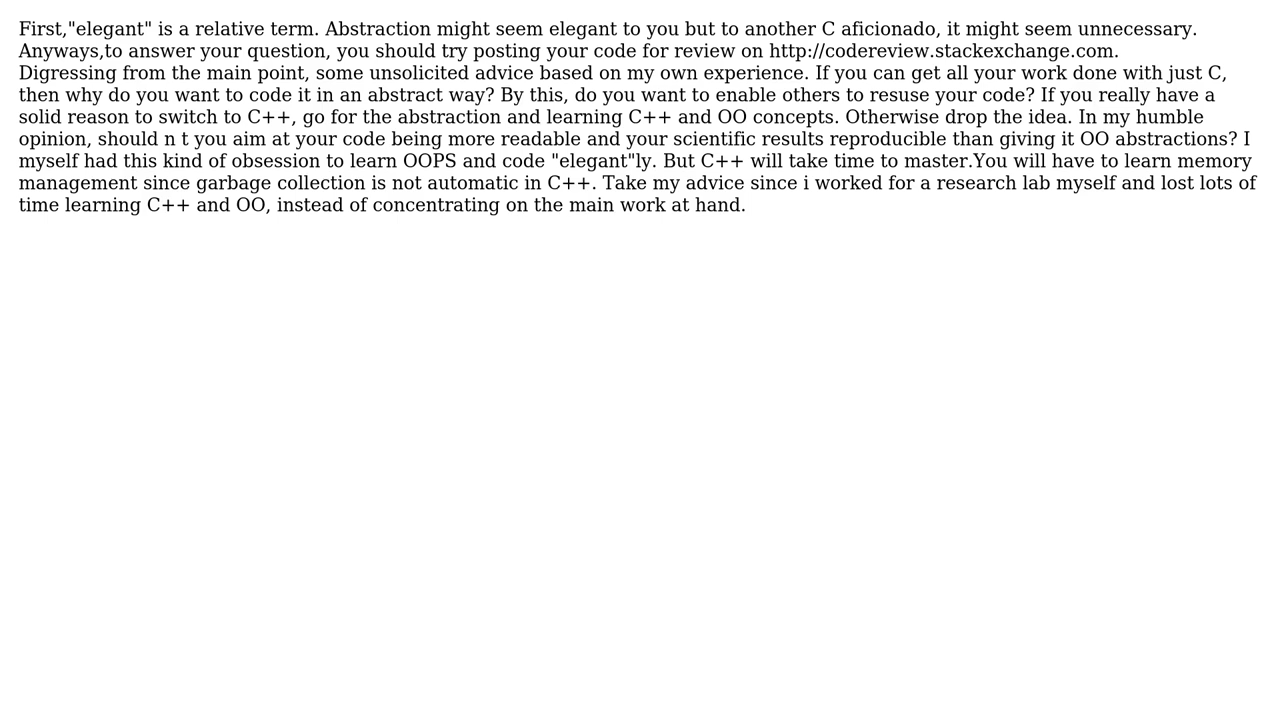 First,"elegant" is a relative term. Abstraction might seem elegant to you but to another C aficionado, it might seem unnecessary.
Anyways,to answer your question, you should try posting your code for review on http://codereview.stackexchange.com.
Digressing from the main point, some unsolicited advice based on my own experience. If you can get all your work done with just C,
then why do you want to code it in an abstract way? By this, do you want to enable others to resuse your code? If you really have a
solid reason to switch to C++, go for the abstraction and learning C++ and OO concepts. Otherwise drop the idea. In my humble
opinion, should n t you aim at your code being more readable and your scientific results reproducible than giving it OO abstractions? I
myself had this kind of obsession to learn OOPS and code "elegant"ly. But C++ will take time to master.You will have to learn memory
management since garbage collection is not automatic in C++. Take my advice since i worked for a research lab myself and lost lots of
time learning C++ and OO, instead of concentrating on the main work at hand.